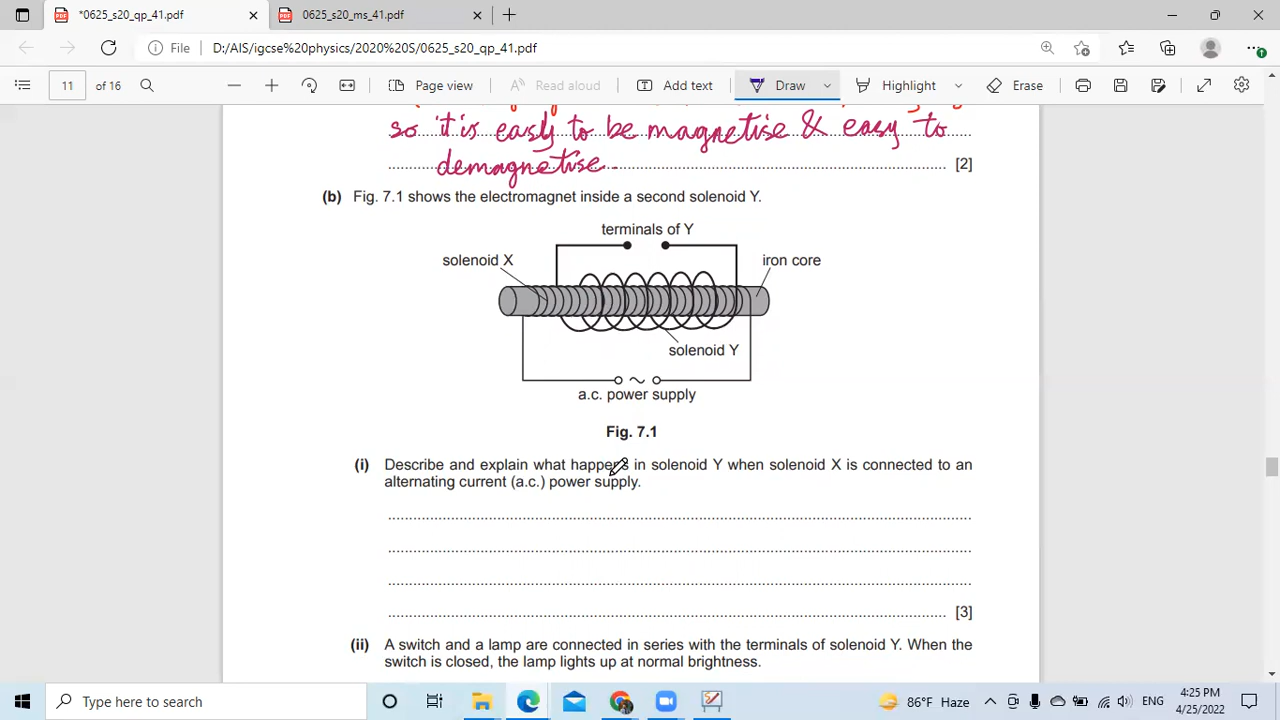 *0625_s20_qp_41.pdf
0625_s20_ms_41.pdf
File
D:/AIS/igcse%20physics/2020%20S/0625_s20_qp_41.pdf
11 of 16
Page view
Read aloud
Add text
Draw
Highlight
Erase
so it is easily to be magnetise & easy to
demagnetise. [2]
(b) Fig. 7.1 shows the electromagnet inside a second solenoid Y.
terminals of Y
solenoid X
iron core
solenoid Y
a.c. power supply
Fig. 7.1
(i) Describe and explain what happens in solenoid Y when solenoid X is connected to an
alternating current (a.c.) power supply.
[3]
(ii) A switch and a lamp are connected in series with the terminals of solenoid Y. When the
switch is closed, the lamp lights up at normal brightness.
Type here to search
86°F Haze
4:25 PM
4/25/2022